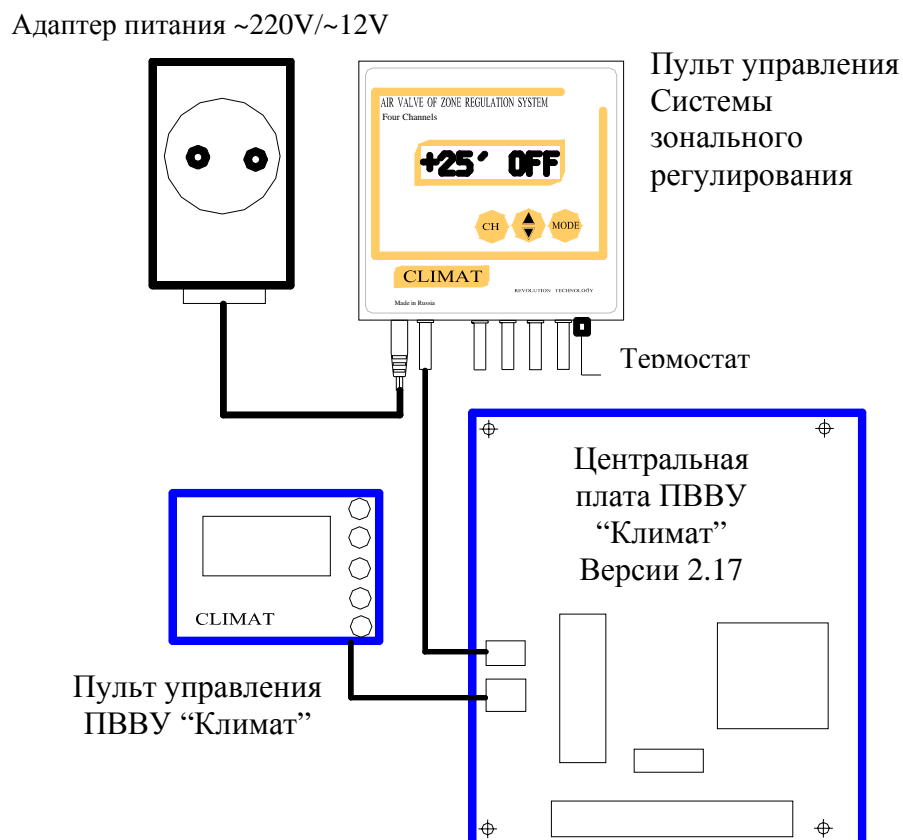 Адаптер питания ~220V/~12V
Пульт управления
Системы
зонального
регулирования
AIR VALVE OF ZONE REGULATION SYSTEM
Four Channels
+25´ OFF
CH
MODE
CLIMAT
REVOLUTION TECHNOLOGY
Made in Russia
Термостат
Центральная
плата ПВВУ
“Климат”
Версии 2.17
CLIMAT
Пульт управления
ПВВУ “Климат”